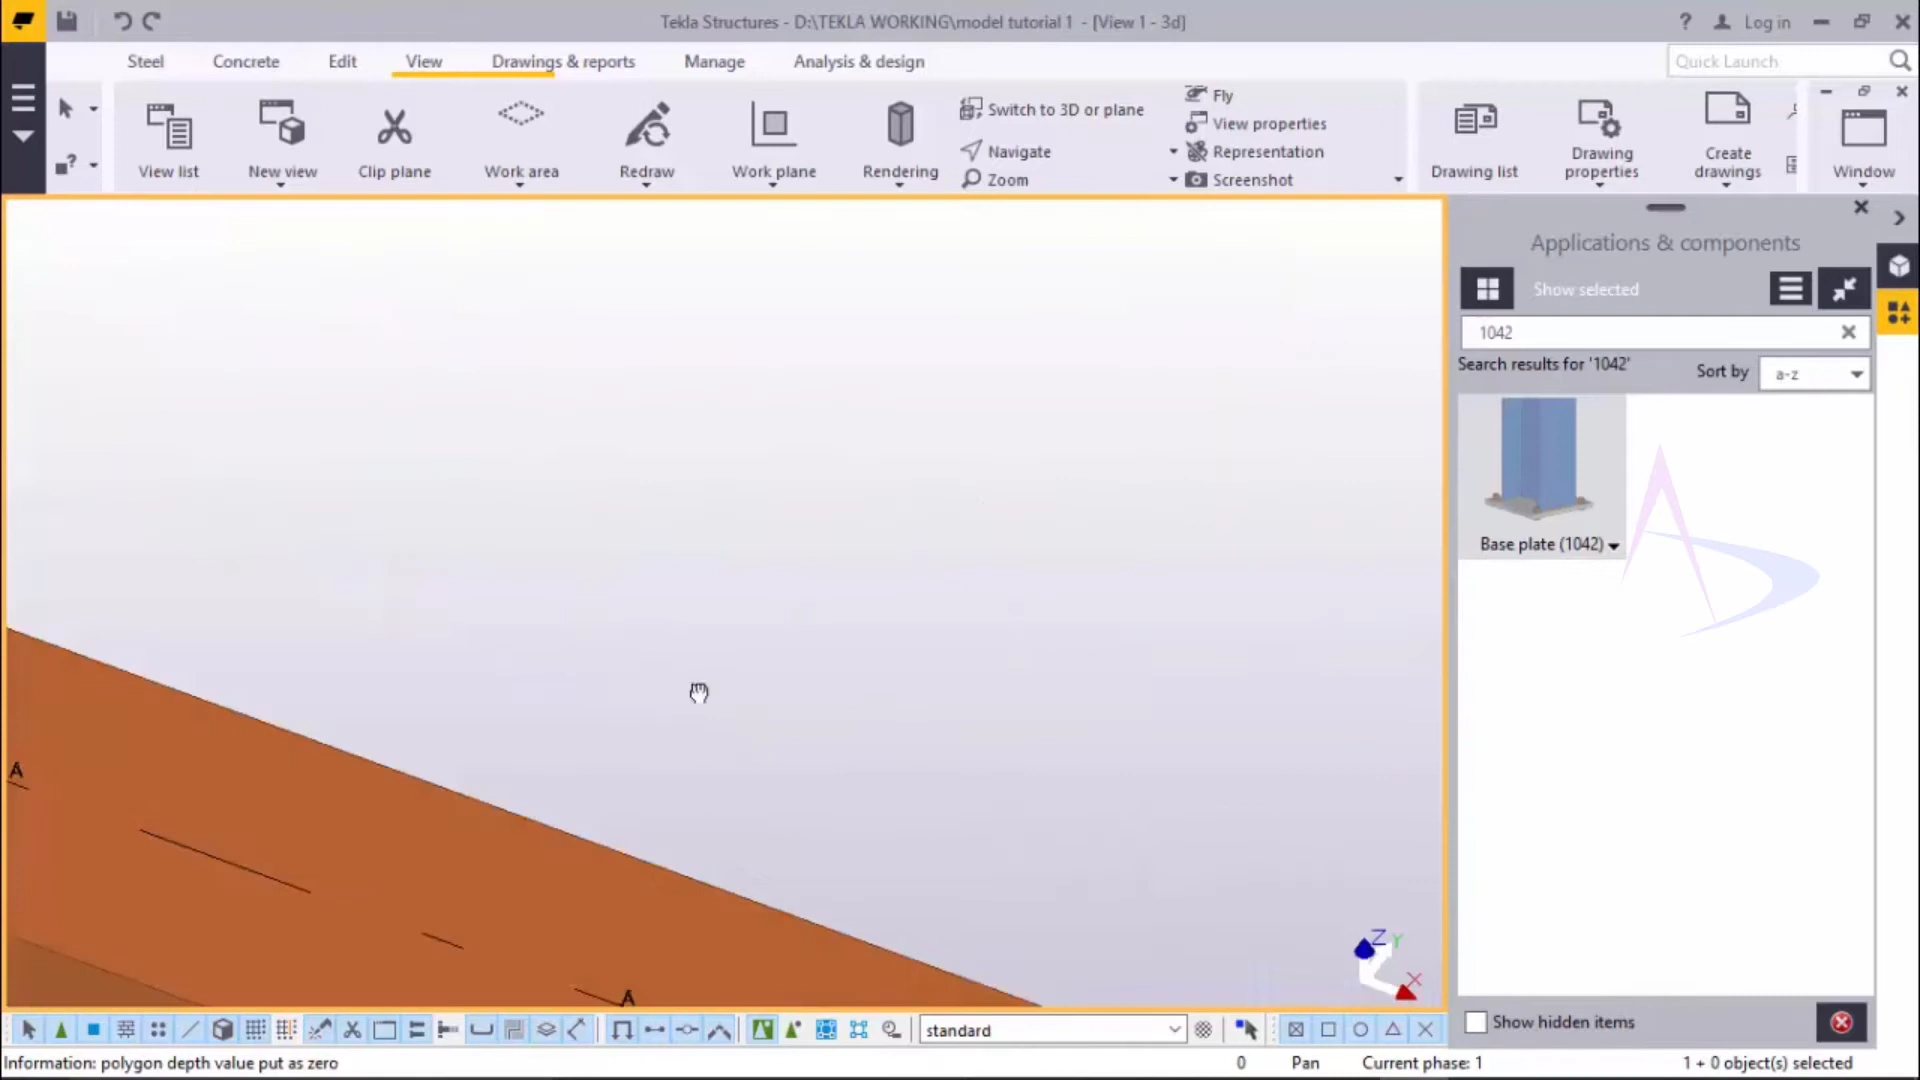 Tekla Structures - D:\TEKLA WORKING\model tutorial 1 - [View 1 - 3d]
? Log in
Steel Concrete Edit View Drawings & reports Manage Analysis & design
Quick Launch
View list
New view
Clip plane
Work area
Redraw
Work plane
Rendering
Switch to 3D or plane
Navigate
Zoom
Fly
View properties
Representation
Screenshot
Drawing list
Drawing properties
Create drawings
Window
Applications & components
Show selected
1042
Search results for '1042'
Sort by a-z
Base plate (1042)
A
A
Z Y
X
Show hidden items
standard
Information: polygon depth value put as zero
0 Pan Current phase: 1 1 + 0 object(s) selected